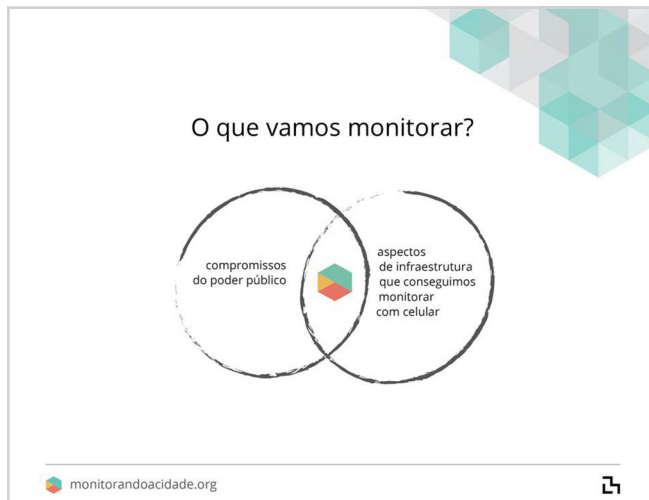 O que vamos monitorar?
compromissos
do poder público
aspectos
de infraestrutura
que conseguimos
monitorar
com celular
monitorandoacidade.org